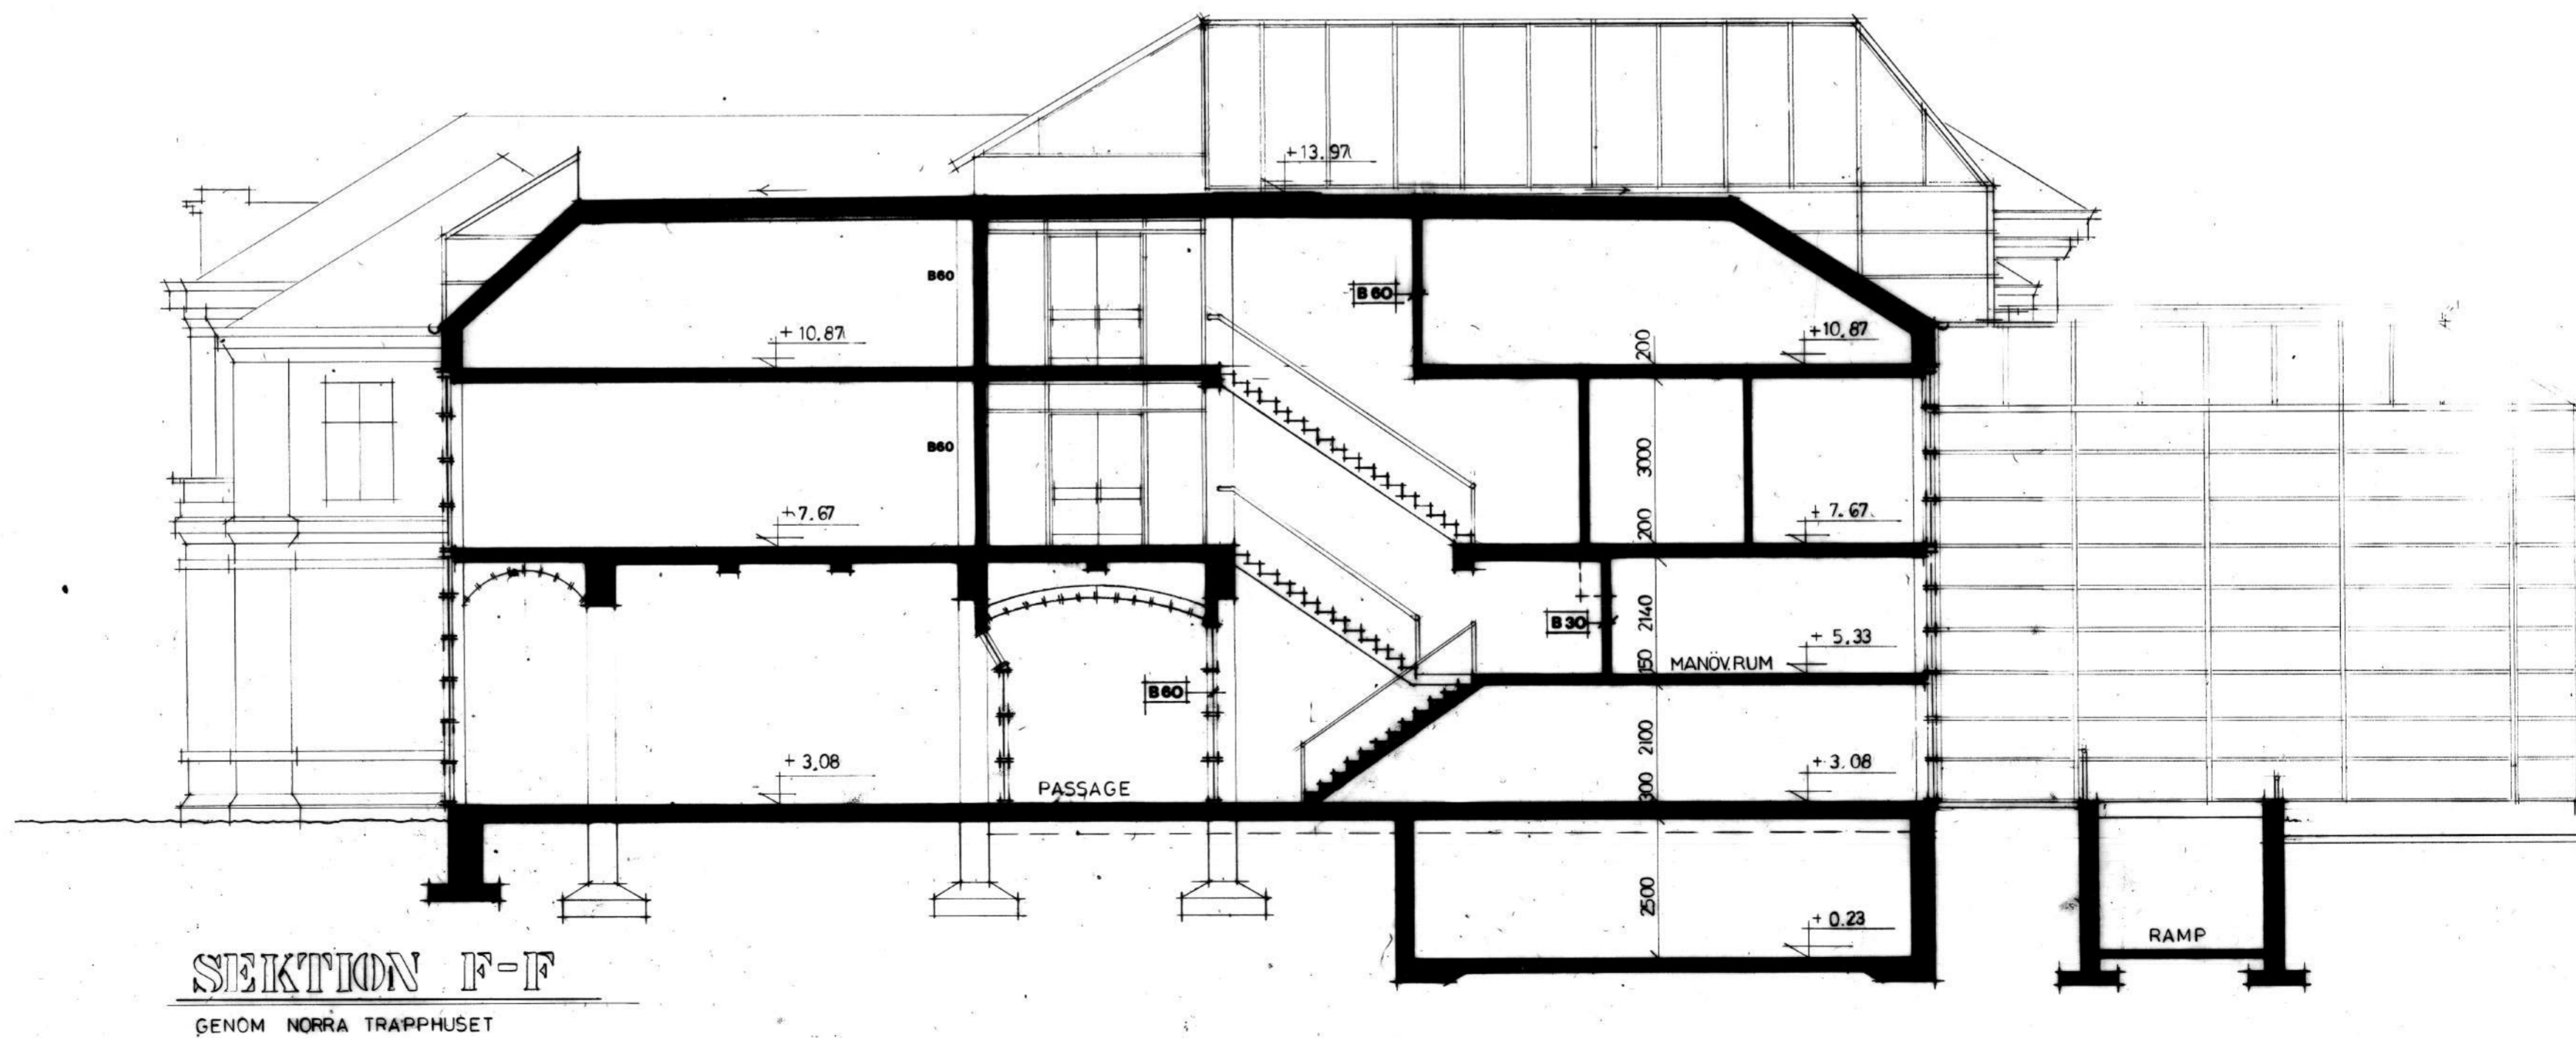 +13.97
B60
B60
+10.87
+10.87
200
B60
3000
+7.67
+7.67
200
B30
2140
+5.33
MANÖV.RUM
150
B60
2100
+3.08
+3.08
PASSAGE
300
2500
+0.23
RAMP
SEKTION F-F
GENOM NORRA TRAPPHUSET